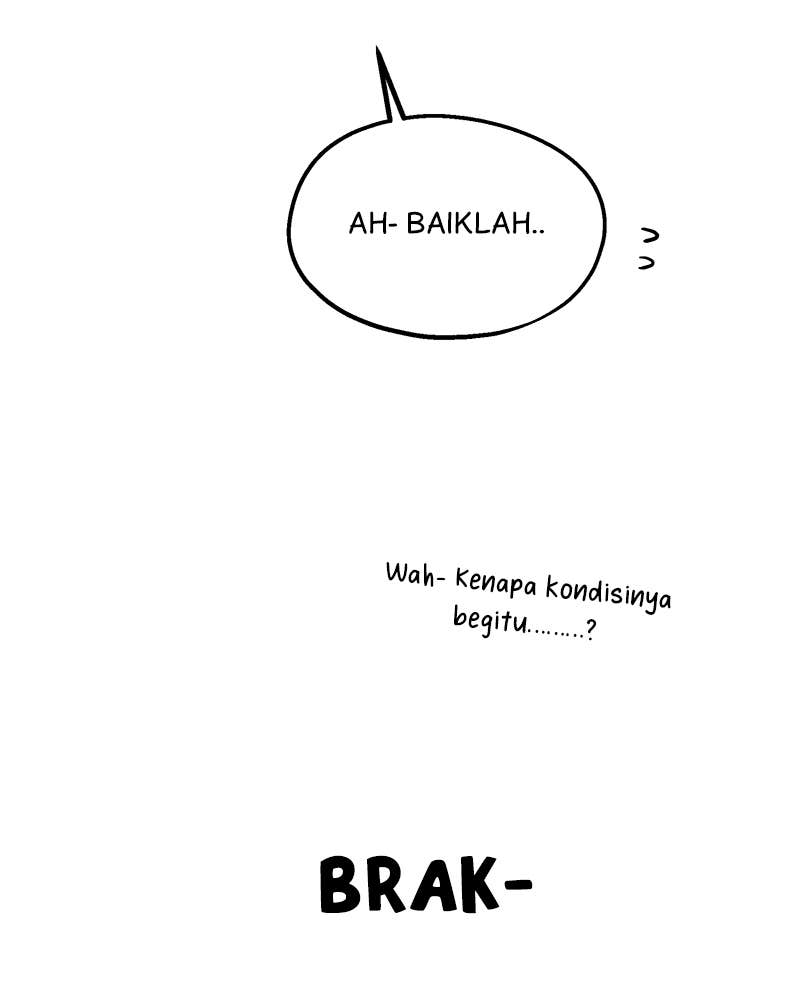 AH- BAIKLAH..
Wah- Kenapa kondisinya
begitu.........?
BRAK-